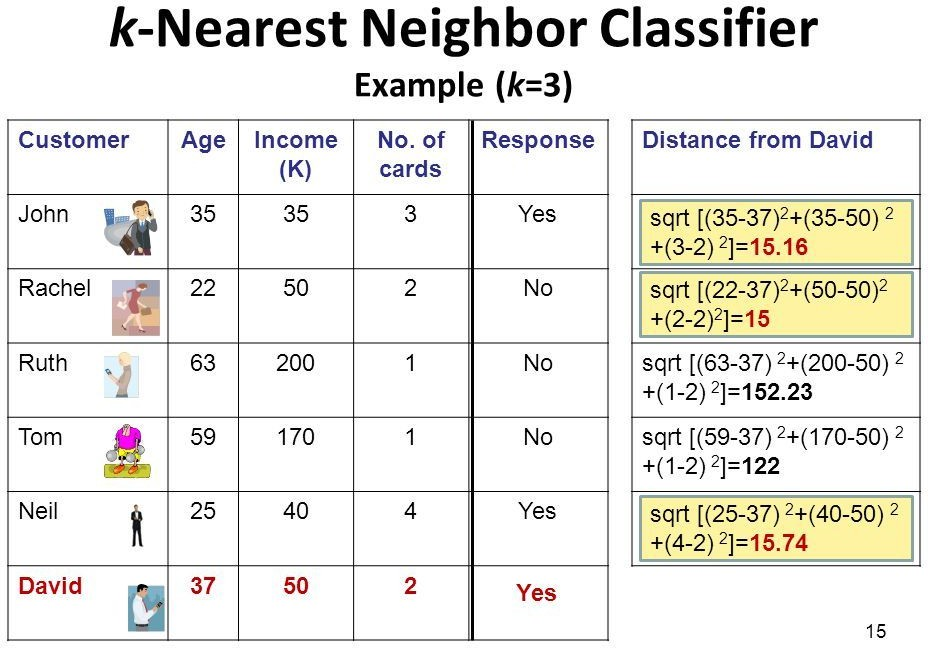 k-Nearest Neighbor Classifier
Example (k=3)
Customer Age Income No. of Response Distance from David
(K) cards
John 35 35 3 Yes sqrt [(35-37)²+(35-50) ²
+(3-2) ²]=15.16
Rachel 22 50 2 No sqrt [(22-37)²+(50-50)²
+(2-2)²]=15
Ruth 63 200 1 No sqrt [(63-37) ²+(200-50) ²
+(1-2) ²]=152.23
Tom 59 170 1 No sqrt [(59-37) ²+(170-50) ²
+(1-2) ²]=122
Neil 25 40 4 Yes sqrt [(25-37) ²+(40-50) ²
+(4-2) ²]=15.74
David 37 50 2 Yes
15